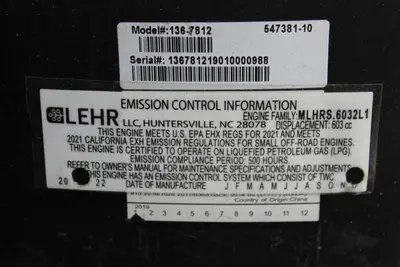 Model#:136-7812 547381-10
Serial#: 136781219010000988
EMISSION CONTROL INFORMATION
LEHR LLC, HUNTERSVILLE, NC 28078
ENGINE FAMILY: MLHRS.6032L1
DISPLACEMENT: 603 cc
THIS ENGINE MEETS U.S. EPA EHX REGS FOR 2021 AND MEETS
2021 CALIFORNIA EXH EMISSION REGULATIONS FOR SMALL OFF-ROAD ENGINES.
THIS ENGINE IS CERTIFIED TO OPERATE ON LIQUEFIED PETROLEUM GAS (LPG).
EMISSION COMPLIANCE PERIOD: 500 HOURS
REFER TO OWNER'S MANUAL FOR MAINTENANCE SPECIFICATIONS AND ADJUSTMENTS
THIS ENGINE HAS AN EMISSION CONTROL SYSTEM WHICH CONSIST OF TWC.
20 22 DATE OF MANUFACTURE J F M A M J J A S O N D
Country of Origin:China
2019
1 2 3 4 5 6 7 8 9 10 11 12